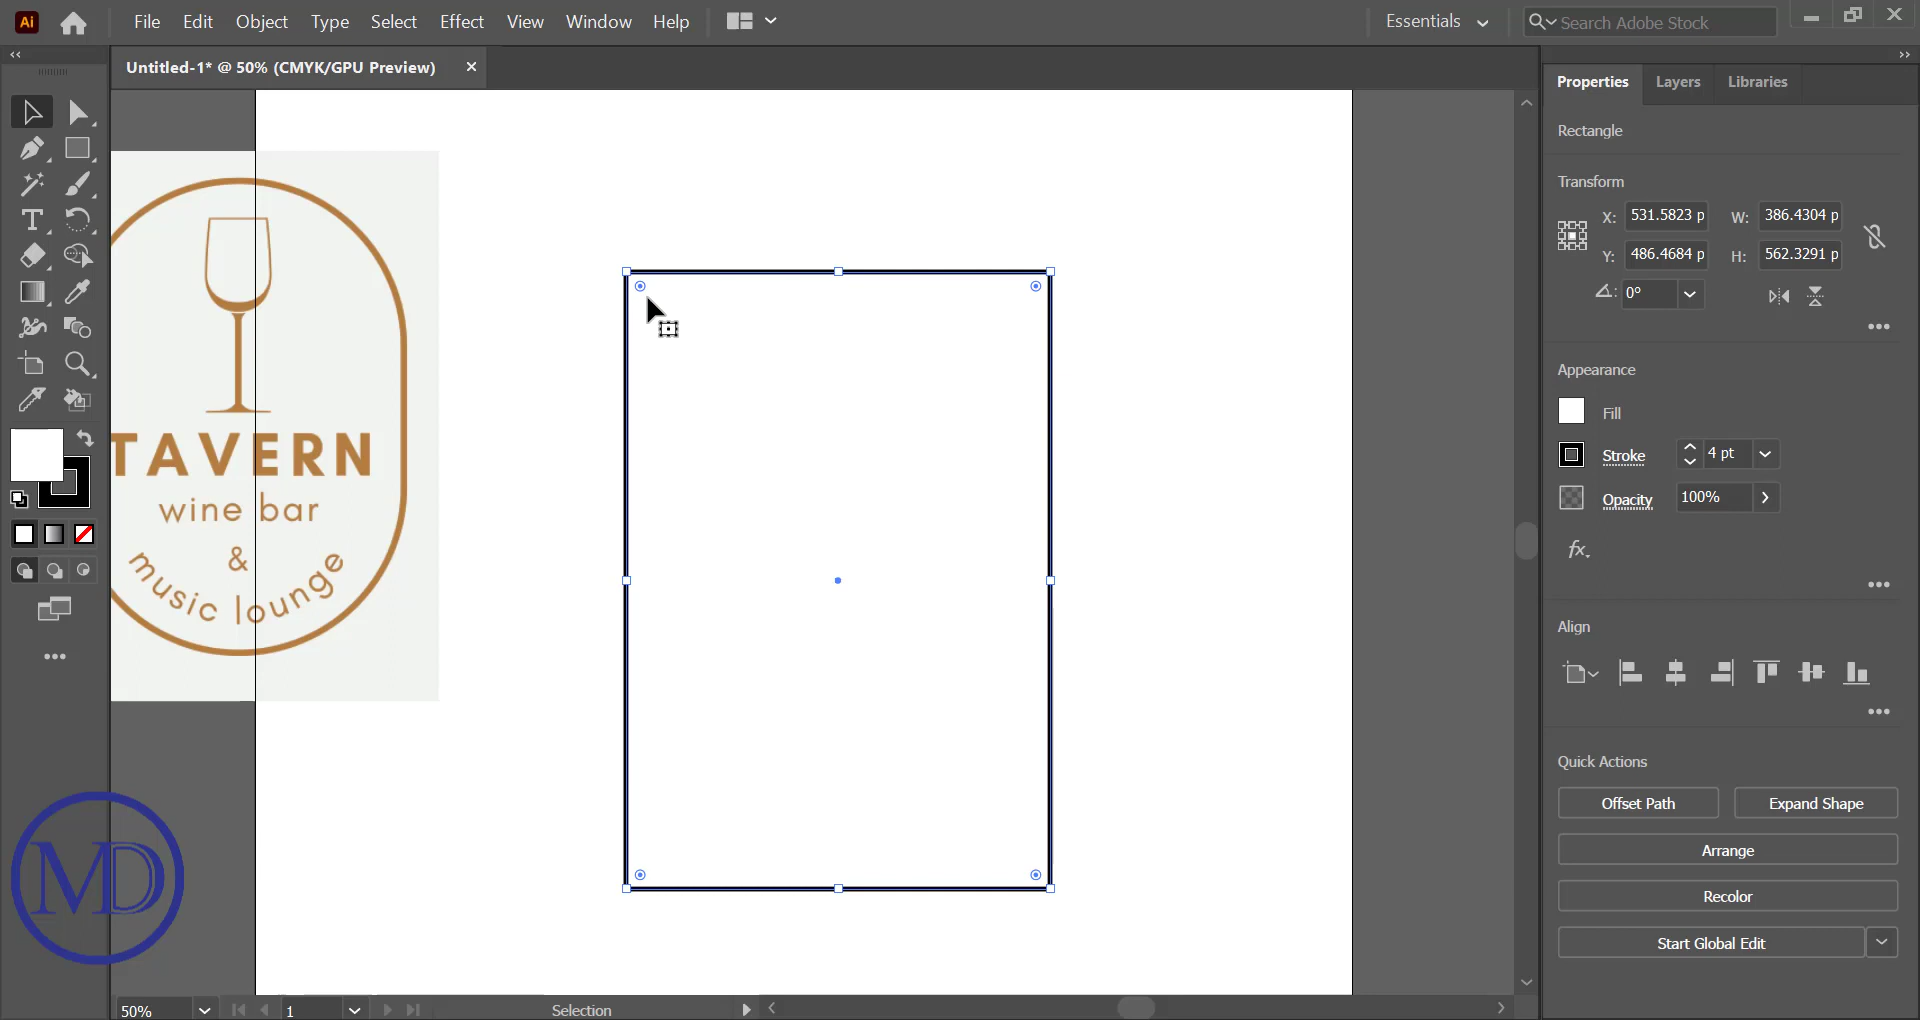 Ai File Edit Object Type Select Effect View Window Help Essentials Search Adobe Stock
Untitled-1* @ 50% (CMYK/GPU Preview)
TAVERN
wine bar
&
music lounge
MD
50% 1 Selection
Properties Layers Libraries
Rectangle
Transform
X: 531.5823 p W: 386.4304 p
Y: 486.4684 p H: 562.3291 p
0°
Appearance
Fill
Stroke 4 pt
Opacity 100%
fx.
Align
Quick Actions
Offset Path Expand Shape
Arrange
Recolor
Start Global Edit